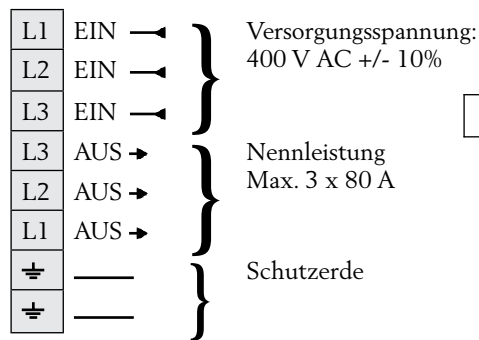 L1 EIN Versorgungsspannung:
L2 EIN 400 V AC +/- 10%
L3 EIN
L3 AUS Nennleistung
L2 AUS Max. 3 x 80 A
L1 AUS
Schutzerde